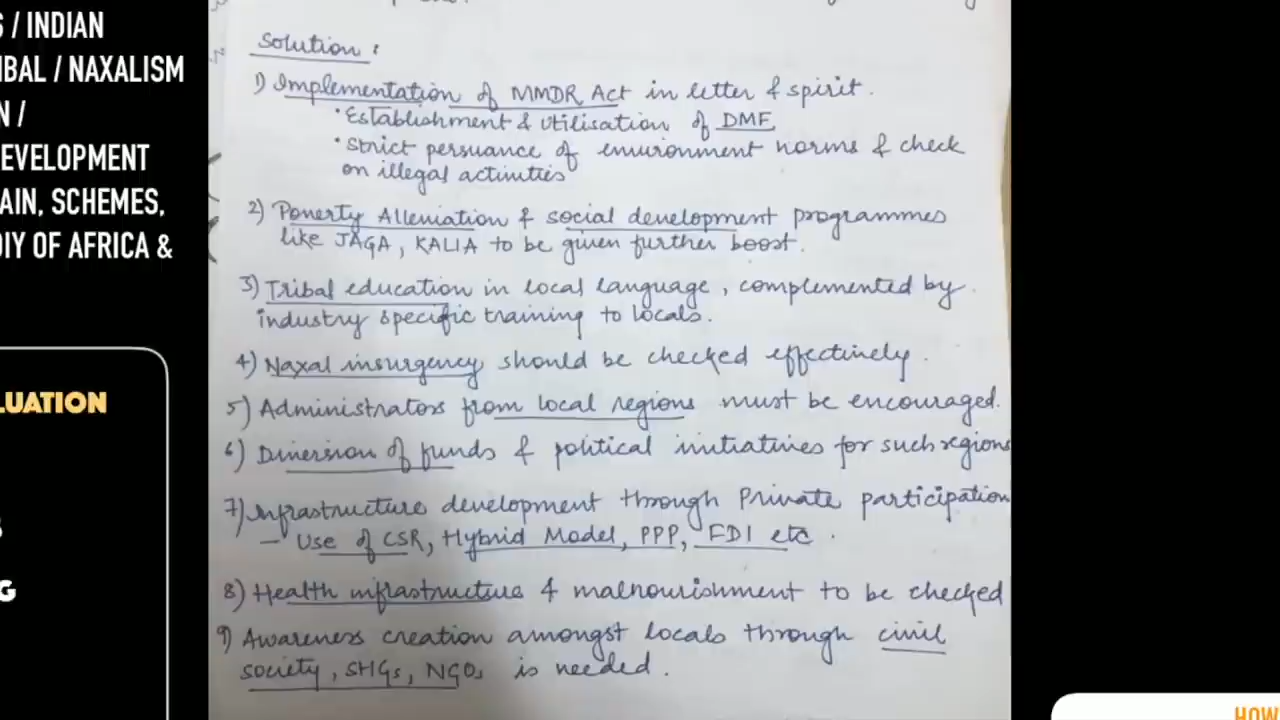 S / INDIAN
IBAL / NAXALISM
N /
DEVELOPMENT
AIN, SCHEMES,
DIY OF AFRICA &
LUATION
G
Solution :
1) Implementation of MMDR Act in letter & spirit.
• Establishment & Utilisation of DMF
• Strict persuance of environment norms & check
on illegal activities
2) Poverty Alleviation & social development programmes
like JAGA, KALIA to be given further boost.
3) Tribal education in local language, complemented by
industry specific training to locals.
4) Naxal insurgency should be checked effectively.
5) Administrators from local regions must be encouraged.
6) Diversion of funds & political initiatives for such regions
7) Infrastructure development through Private participation
– Use of CSR, Hybrid Model, PPP, FDI etc.
8) Health infrastructure & malnourishment to be checked
9) Awareness creation amongst locals through civil
society, SHGs, NGOs is needed.
HOW